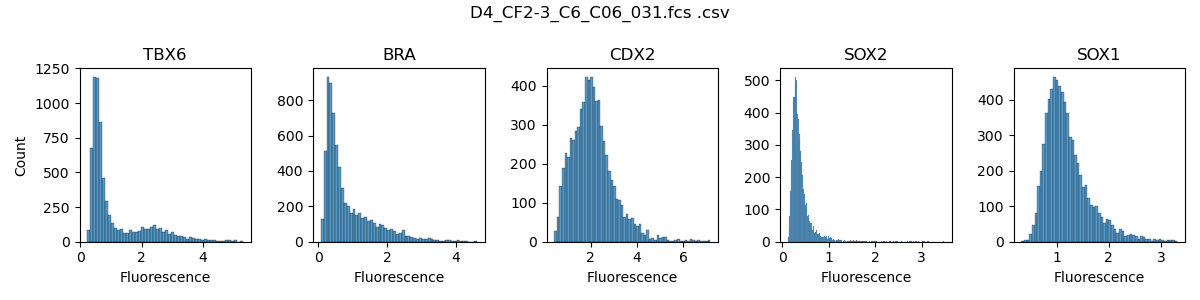 D4_CF2-3_C6_C06_031.fcs .csv
TBX6
BRA
CDX2
SOX2
SOX1
Count
1250
1000
750
500
250
0
0 2 4
Fluorescence
800
600
400
200
0
0 2 4
Fluorescence
400
300
200
100
0
2 4 6
Fluorescence
500
400
300
200
100
0
0 1 2 3
Fluorescence
400
300
200
100
0
1 2 3
Fluorescence